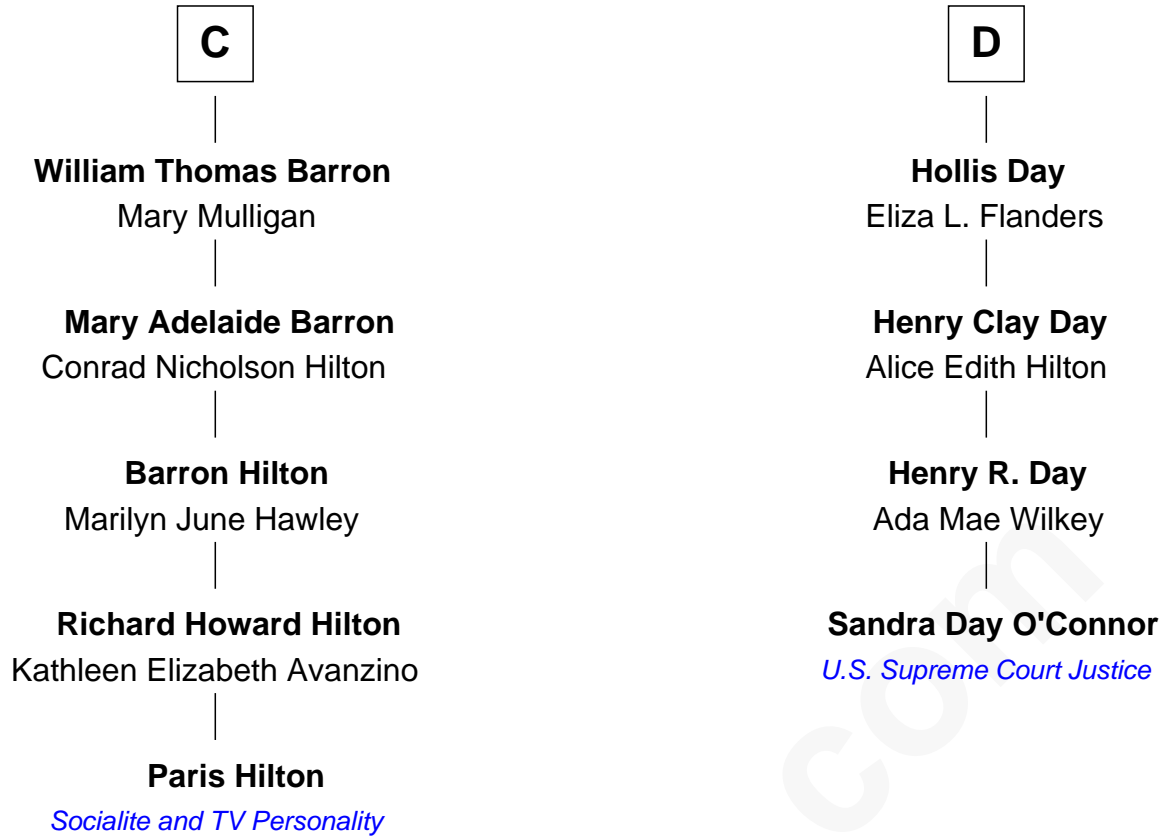 C
William Thomas Barron
Mary Mulligan
Mary Adelaide Barron
Conrad Nicholson Hilton
Barron Hilton
Marilyn June Hawley
Richard Howard Hilton
Kathleen Elizabeth Avanzino
Paris Hilton
Socialite and TV Personality
D
Hollis Day
Eliza L. Flanders
Henry Clay Day
Alice Edith Hilton
Henry R. Day
Ada Mae Wilkey
Sandra Day O'Connor
U.S. Supreme Court Justice
com